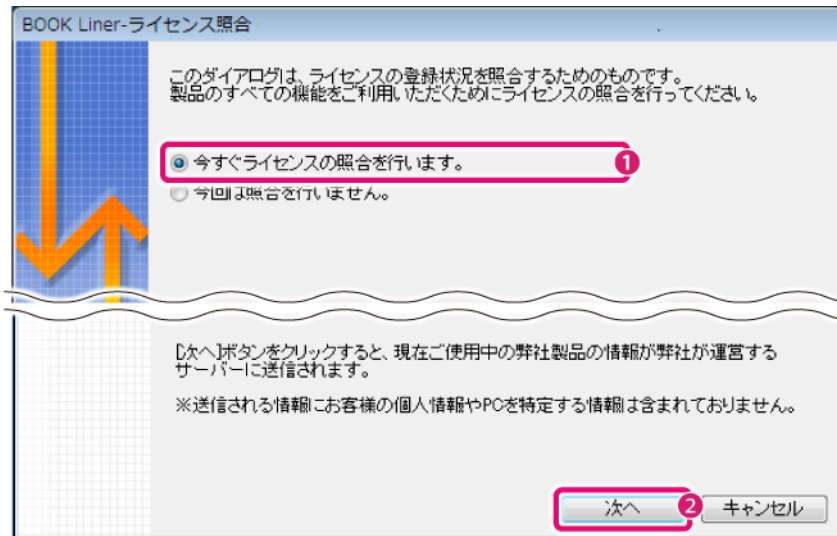 BOOK Liner-ライセンス照合
このダイアログは、ライセンスの登録状況を照合するためのものです。
製品のすべての機能をご利用いただくためにライセンスの照合を行ってください。
今すぐライセンスの照合を行います。
1
今回は照合を行いません。
[次へ]ボタンをクリックすると、現在ご使用中の弊社製品の情報が弊社が運営する
サーバーに送信されます。
※送信される情報にお客様の個人情報やPCを特定する情報は含まれておりません。
次へ
2
キャンセル